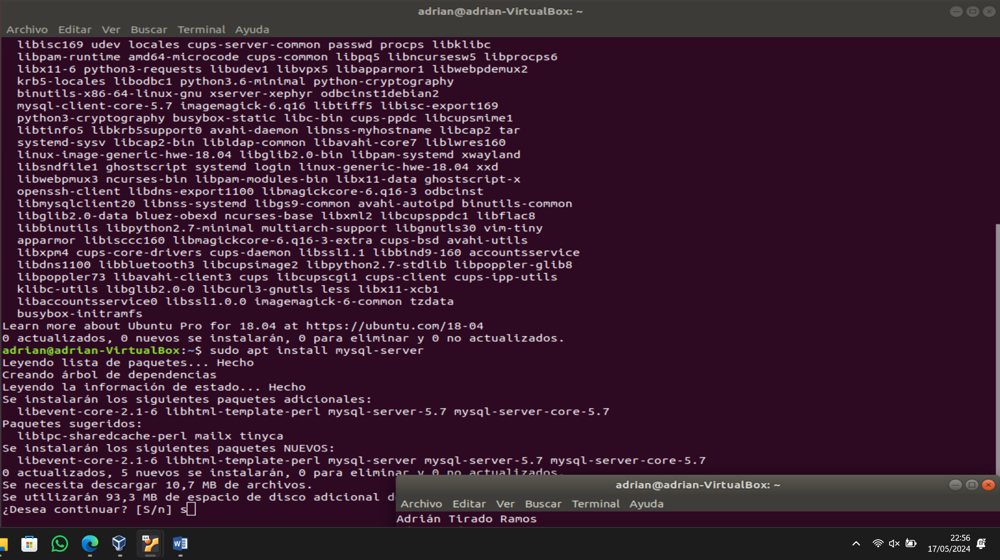 adrian@adrian-VirtualBox: ~
Archivo Editar Ver Buscar Terminal Ayuda
libisc169 udev locales cups-server-common passwd procps libklibc
libpam-runtime amd64-microcode cups-common libpq5 libncursesw5 libprocps6
libx11-6 python3-requests libudev1 libvpx5 libapparmor1 libwebpdemux2
krb5-locales libodbc1 python3.6-minimal python-cryptography
binutils-x86-64-linux-gnu xserver-xephyr odbcinst1debian2
mysql-client-core-5.7 imagemagick-6.q16 libtiff5 libisc-export169
python3-cryptography busybox-static libc-bin cups-ppdc libcupsmime1
libtinfo5 libkrb5support0 avahi-daemon libnss-myhostname libcap2 tar
systemd-sysv libcap2-bin libldap-common libavahi-core7 liblwres160
linux-image-generic-hwe-18.04 libglib2.0-bin libpam-systemd xwayland
libsndfile1 ghostscript systemd login linux-generic-hwe-18.04 xxd
libwebpmux3 ncurses-bin libpam-modules-bin libx11-data ghostscript-x
openssh-client libdns-export1100 libmagickcore-6.q16-3 odbcinst
libmysqlclient20 libnss-systemd libgs9-common avahi-autoipd binutils-common
libglib2.0-data bluez-obexd ncurses-base libxml2 libcupsppdc1 libflac8
libbinutils libpython2.7-minimal multiarch-support libgnutls30 vim-tiny
apparmor libisccc160 libmagickcore-6.q16-3-extra cups-bsd avahi-utils
libxpm4 cups-core-drivers cups-daemon libssl1.1 libbind9-160 accountsservice
libdns1100 libbluetooth3 libcupsimage2 libpython2.7-stdlib libpoppler-glib8
libpoppler73 libavahi-client3 cups libcupscgi1 cups-client cups-ipp-utils
klibc-utils libglib2.0-0 libcurl3-gnutls less libx11-xcb1
libaccountsservice0 libssl1.0.0 imagemagick-6-common tzdata
busybox-initramfs
Learn more about Ubuntu Pro for 18.04 at https://ubuntu.com/18-04
0 actualizados, 0 nuevos se instalarán, 0 para eliminar y 0 no actualizados.
adrian@adrian-VirtualBox:~$ sudo apt install mysql-server
Leyendo lista de paquetes... Hecho
Creando árbol de dependencias
Leyendo la información de estado... Hecho
Se instalarán los siguientes paquetes adicionales:
libevent-core-2.1-6 libhtml-template-perl mysql-server-5.7 mysql-server-core-5.7
Paquetes sugeridos:
libipc-sharedcache-perl mailx tinyca
Se instalarán los siguientes paquetes NUEVOS:
libevent-core-2.1-6 libhtml-template-perl mysql-server mysql-server-5.7 mysql-server-core-5.7
0 actualizados, 5 nuevos se instalarán, 0 para eliminar y 0 no actualizados.
Se necesita descargar 10,7 MB de archivos.
Se utilizarán 93,3 MB de espacio de disco adicional
¿Desea continuar? [S/n] s
adrian@adrian-VirtualBox: ~
Archivo Editar Ver Buscar Terminal Ayuda
Adrián Tirado Ramos
64
W
22:56
17/05/2024